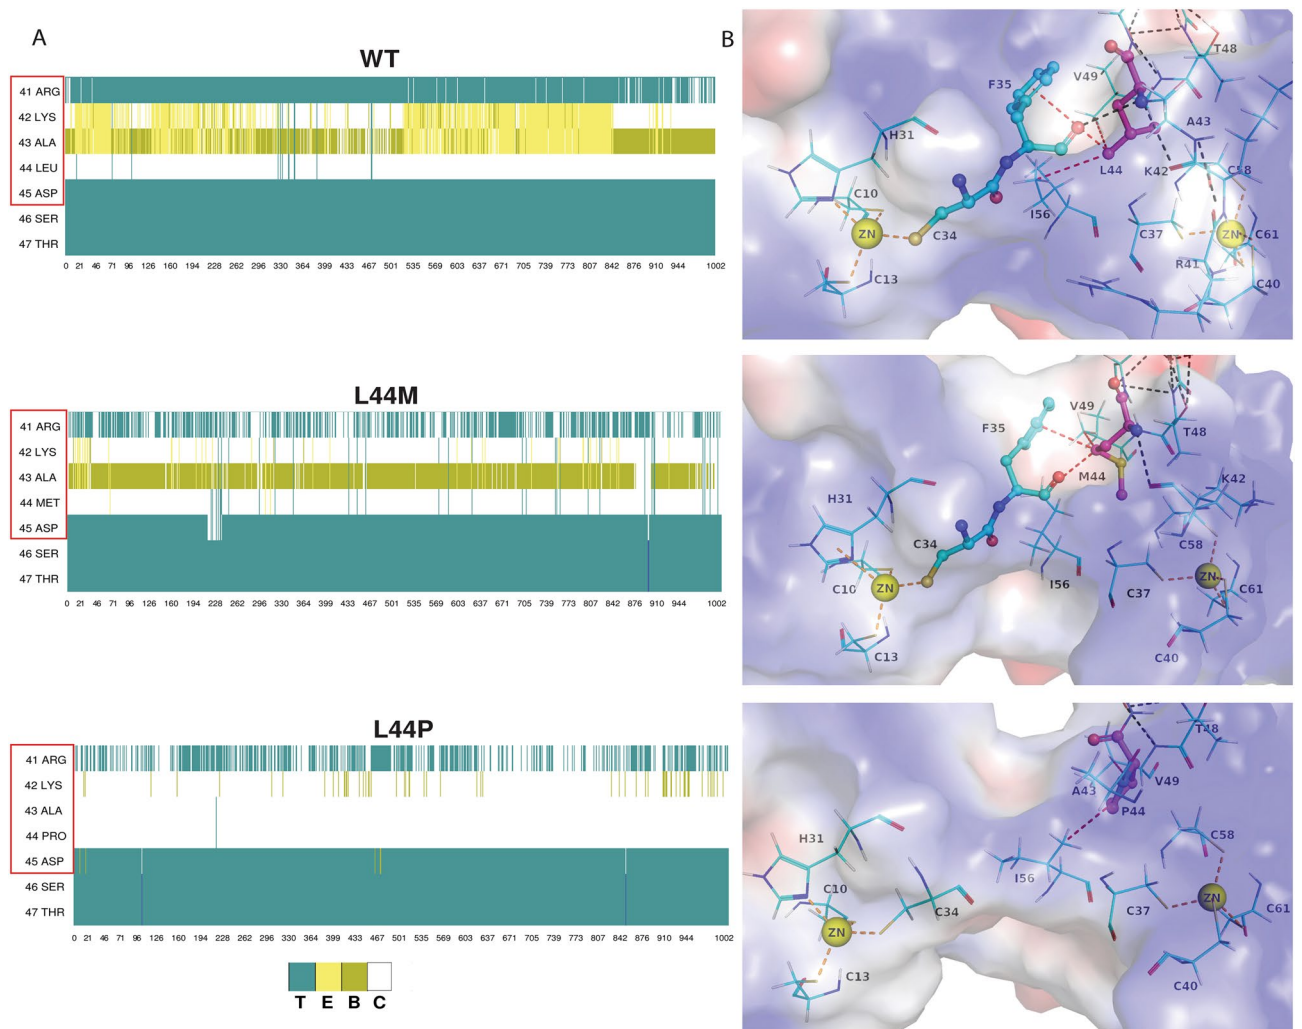 A
WT
41 ARG
42 LYS
43 ALA
44 LEU
45 ASP
46 SER
47 THR
0 21 46 71 96 126 160 194 228 262 296 330 364 399 433 467 501 535 569 603 637 671 705 739 773 807 842 876 910 944 1002
L44M
41 ARG
42 LYS
43 ALA
44 MET
45 ASP
46 SER
47 THR
0 21 46 71 96 126 160 194 228 262 296 330 364 399 433 467 501 535 569 603 637 671 705 739 773 807 842 876 910 944 1002
L44P
41 ARG
42 LYS
43 ALA
44 PRO
45 ASP
46 SER
47 THR
0 21 46 71 96 126 160 194 228 262 296 330 364 399 433 467 501 535 569 603 637 671 705 739 773 807 842 876 910 944 1002
T E B C
B
T48
V49
F35
H31
A43
L44
K42
C58
C10
I56
ZN
C34
C37
ZN
C61
R41
C13
C40
V49
F35
T48
M44
K42
H31
C34
C58
C10
ZN
I56
C37
ZN
C61
C13
C40
T48
A43
V49
P44
H31
C58
I56
C10
C34
C37
ZN
C61
ZN
C13
C40